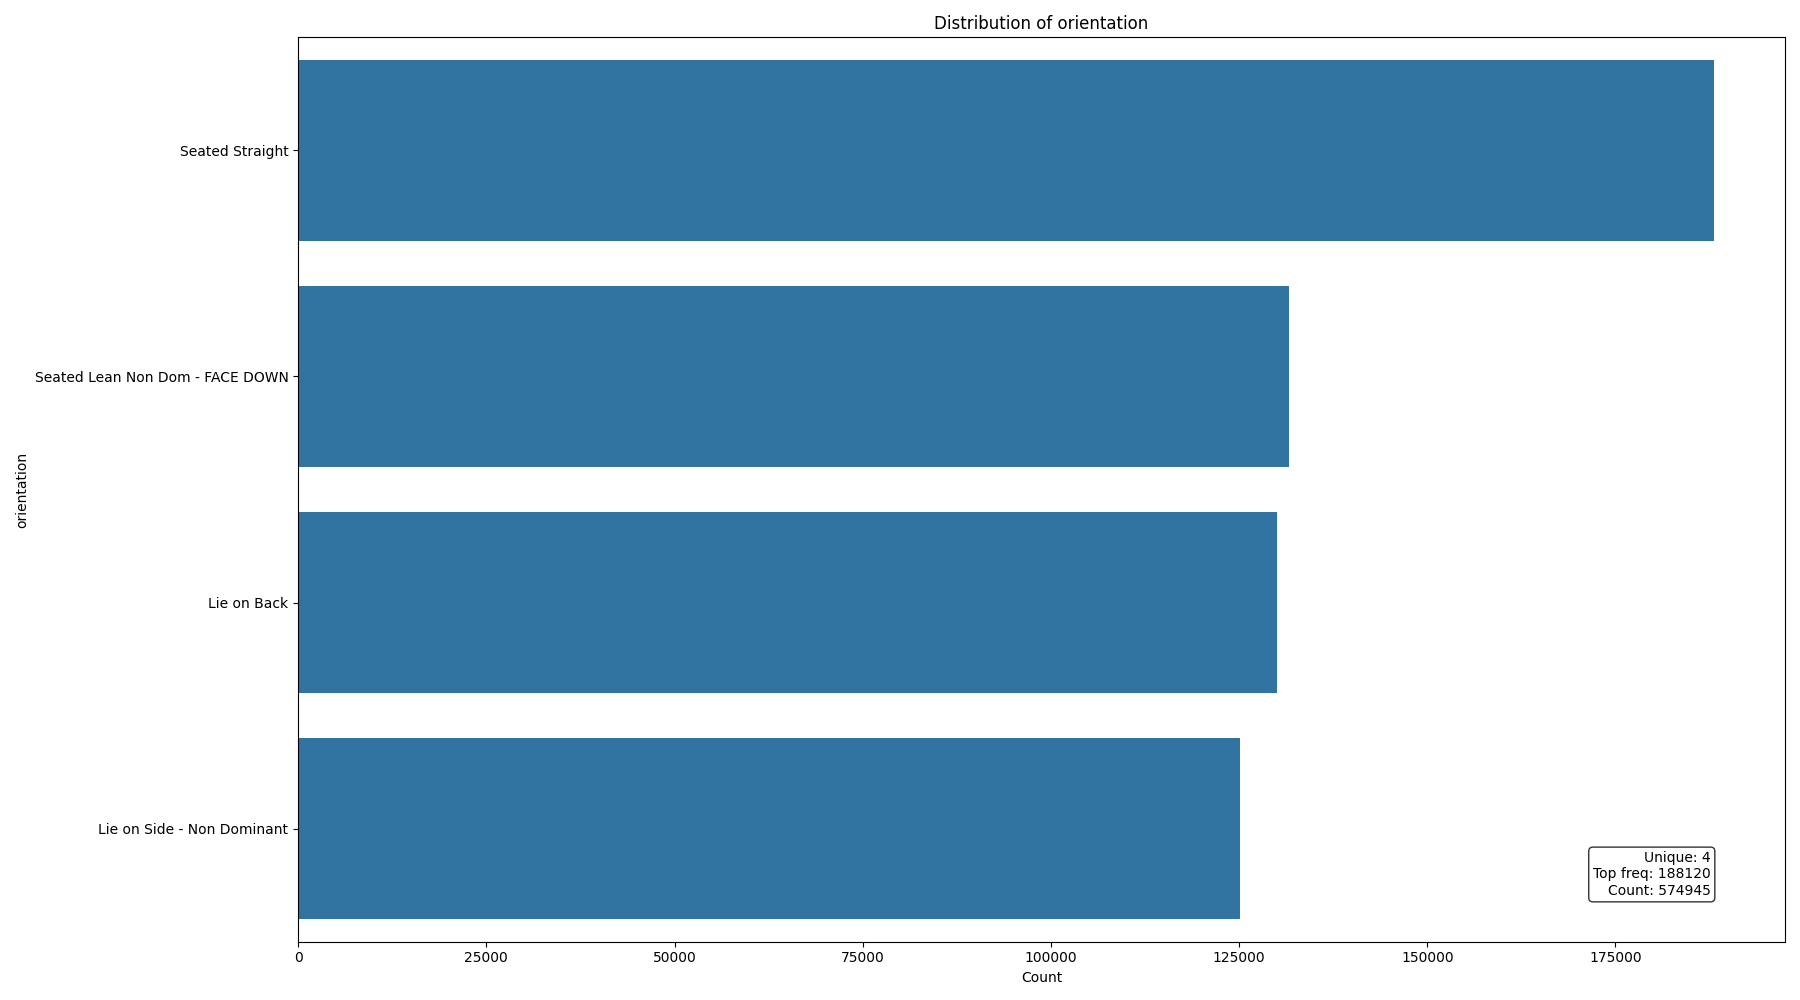 Distribution of orientation
Seated Straight
Seated Lean Non Dom - FACE DOWN
Lie on Back
Lie on Side - Non Dominant
orientation
Unique: 4
Top freq: 188120
Count: 574945
0 25000 50000 75000 100000 125000 150000 175000
Count